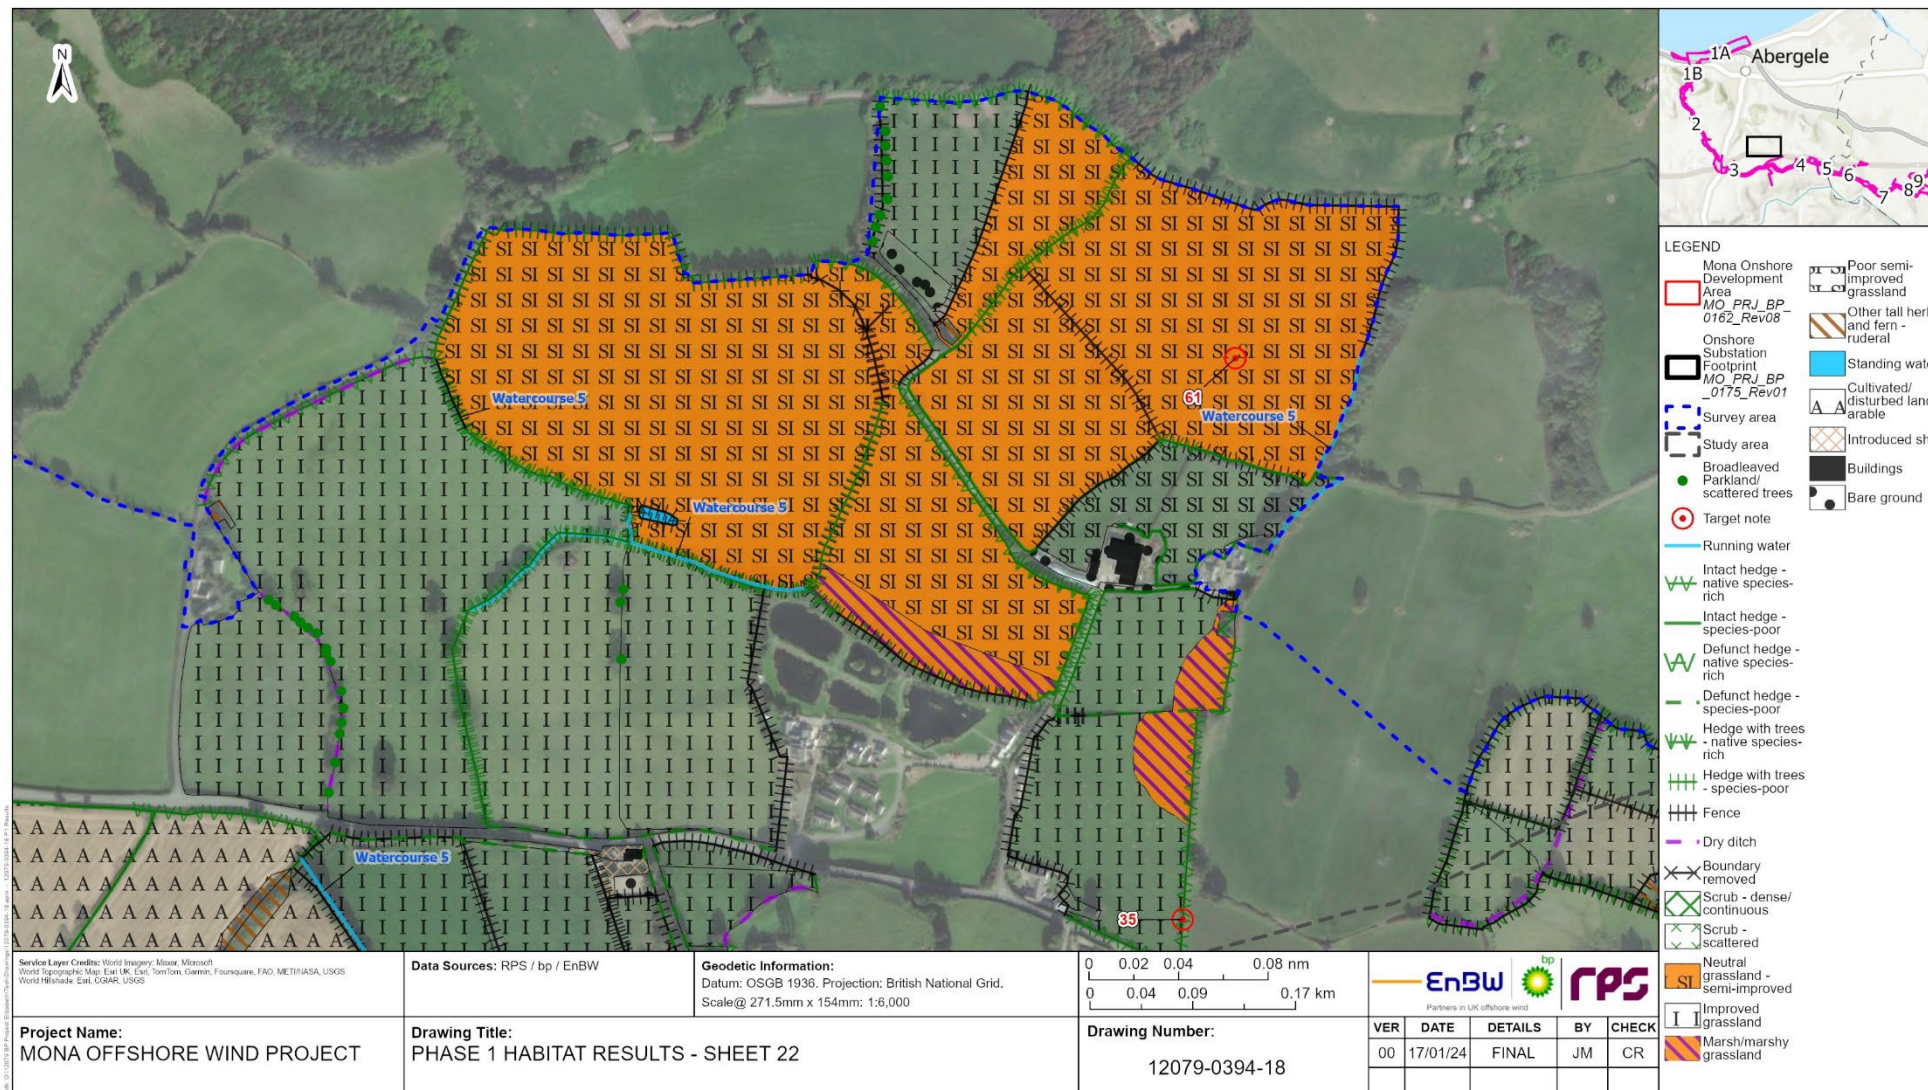 N
Watercourse 5
Watercourse 5
61
Watercourse 5
Watercourse 5
35
1A
Abergele
1B
2
3
4
5
6
7
8
9
LEGEND
Mona Onshore
Development
Area
MO_PRJ_BP_
0162_Rev08
Onshore
Substation
Footprint
MO_PRJ_BP
_0175_Rev01
Survey area
Study area
Broadleaved
Parkland/
scattered trees
Target note
Running water
Intact hedge -
native species-
rich
Intact hedge -
species-poor
Defunct hedge -
native species-
rich
Defunct hedge -
species-poor
Hedge with trees
- native species-
rich
Hedge with trees
- species-poor
Fence
Dry ditch
Boundary
removed
Scrub - dense/
continuous
Scrub -
scattered
SI
Neutral
grassland -
semi-improved
I I
Improved
grassland
Marsh/marshy
grassland
Poor semi-
improved
grassland
Other tall her
and fern -
ruderal
Standing wat
Cultivated/
disturbed land
arable
A A
Introduced sh
Buildings
Bare ground
Service Layer Credits: World Imagery: Maxar, Microsoft
World Topographic Map: Esri UK, Esri, TomTom, Garmin, Foursquare, FAO, METI/NASA, USGS
World Hillshade: Esri, CGIAR, USGS
Data Sources: RPS / bp / EnBW
Geodetic Information:
Datum: OSGB 1936. Projection: British National Grid.
Scale@ 271.5mm x 154mm: 1:6,000
0 0.02 0.04 0.08 nm
0 0.04 0.09 0.17 km
EnBW
bp
rps
Partners in UK offshore wind
Project Name:
MONA OFFSHORE WIND PROJECT
Drawing Title:
PHASE 1 HABITAT RESULTS - SHEET 22
Drawing Number:
12079-0394-18
VER DATE DETAILS BY CHECK
00 17/01/24 FINAL JM CR